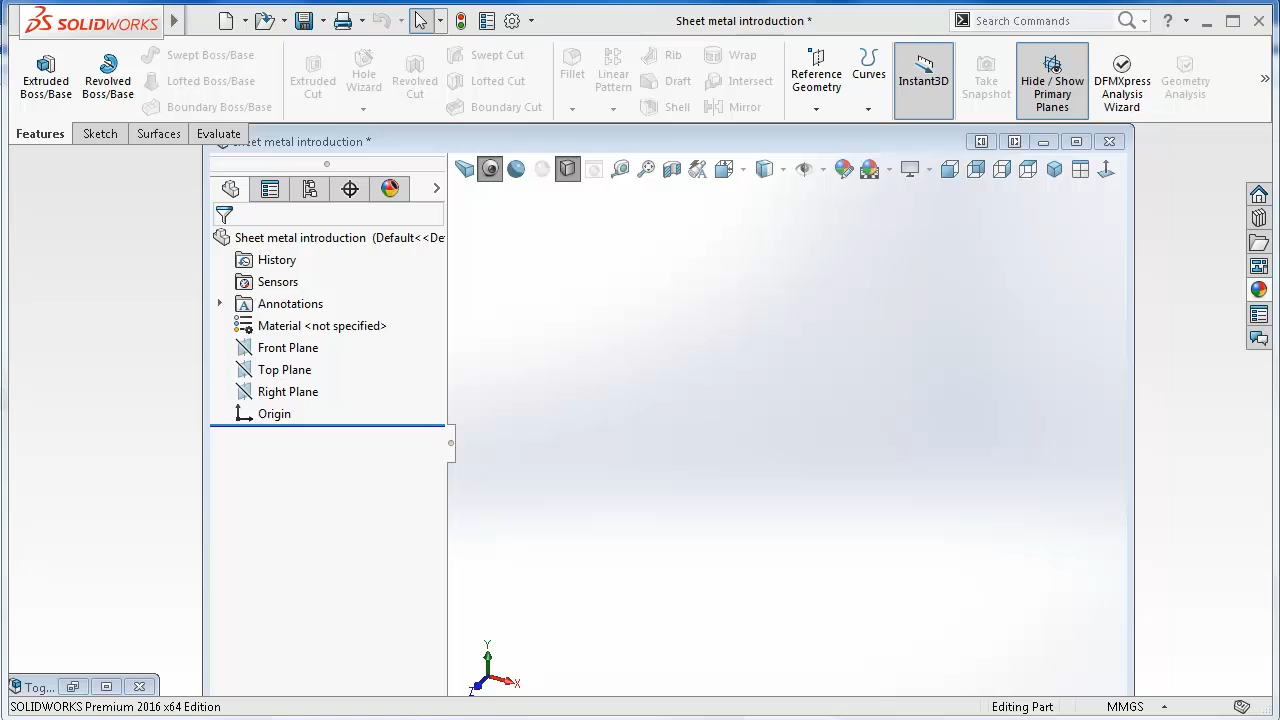 SOLIDWORKS
Sheet metal introduction *
Search Commands
?
Extruded
Boss/Base
Revolved
Boss/Base
Swept Boss/Base
Lofted Boss/Base
Boundary Boss/Base
Extruded
Cut
Hole
Wizard
Revolved
Cut
Swept Cut
Lofted Cut
Boundary Cut
Fillet
Linear
Pattern
Rib
Draft
Shell
Wrap
Intersect
Mirror
Reference
Geometry
Curves
Instant3D
Take
Snapshot
Hide / Show
Primary
Planes
DFMXpress
Analysis
Wizard
Geometry
Analysis
Features
Sketch
Surfaces
Evaluate
heet metal introduction *
Sheet metal introduction (Default<<De
History
Sensors
Annotations
Material <not specified>
Front Plane
Top Plane
Right Plane
Origin
Y
X
Z
Tog...
SOLIDWORKS Premium 2016 x64 Edition
Editing Part
MMGS